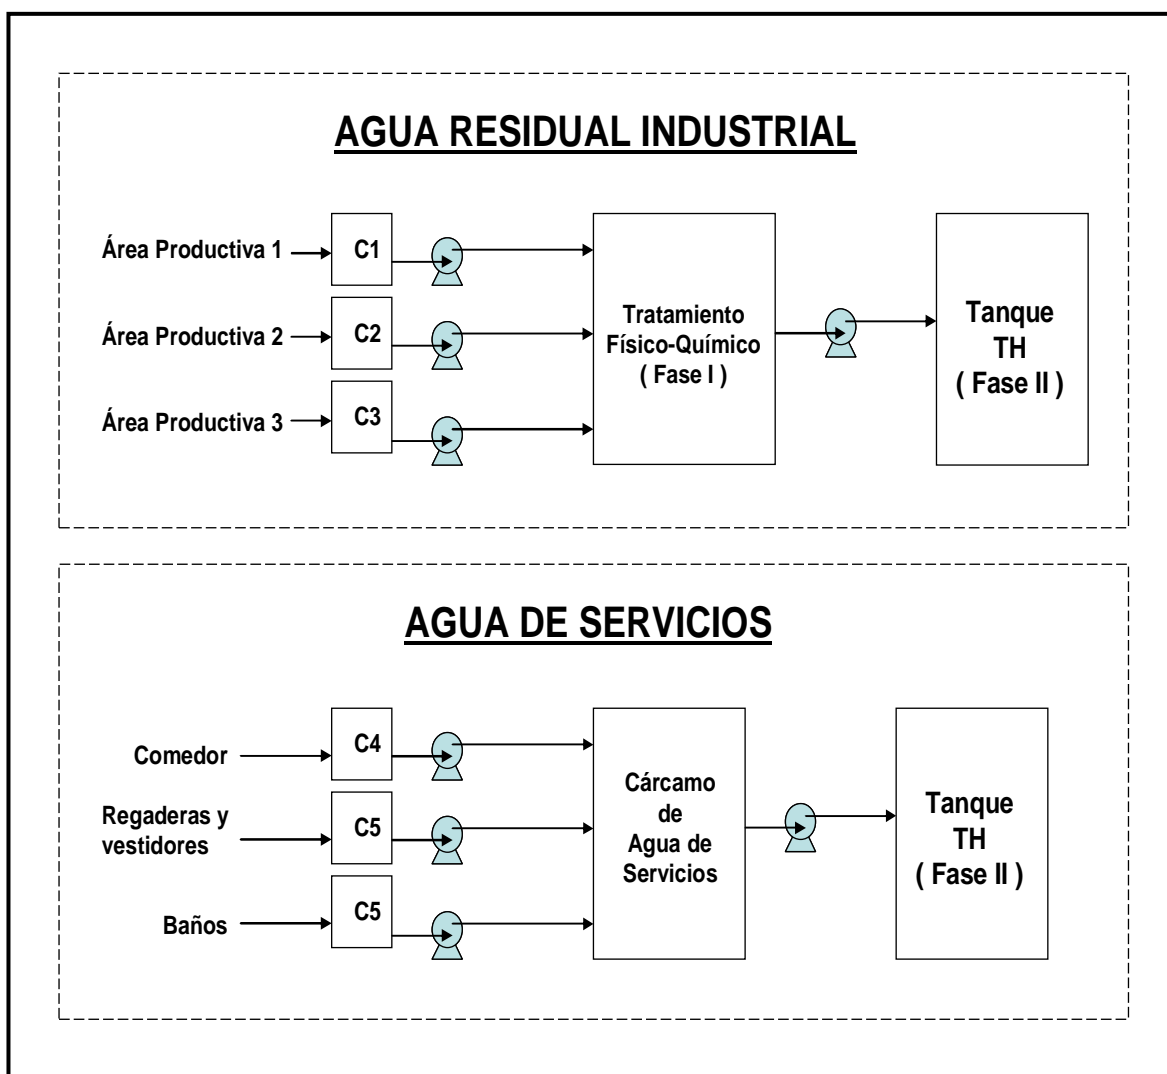 AGUA RESIDUAL INDUSTRIAL
Área Productiva 1
C1
Área Productiva 2
C2
Área Productiva 3
C3
Tratamiento
Físico-Químico
( Fase I )
Tanque
TH
( Fase II )
AGUA DE SERVICIOS
Comedor
C4
Regaderas y
vestidores
C5
Baños
C5
Cárcamo
de
Agua de
Servicios
Tanque
TH
( Fase II )